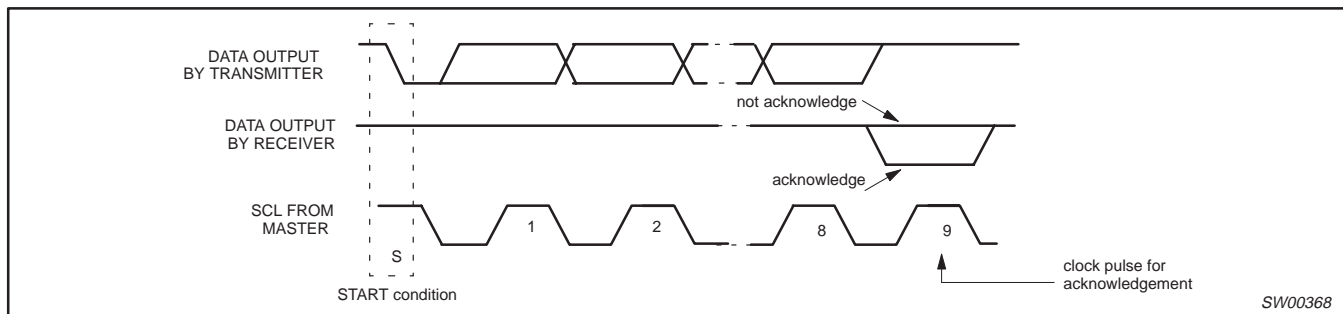 DATA OUTPUT
BY TRANSMITTER
not acknowledge
DATA OUTPUT
BY RECEIVER
acknowledge
SCL FROM
MASTER
1
2
8
9
S
clock pulse for
acknowledgement
START condition
SW00368